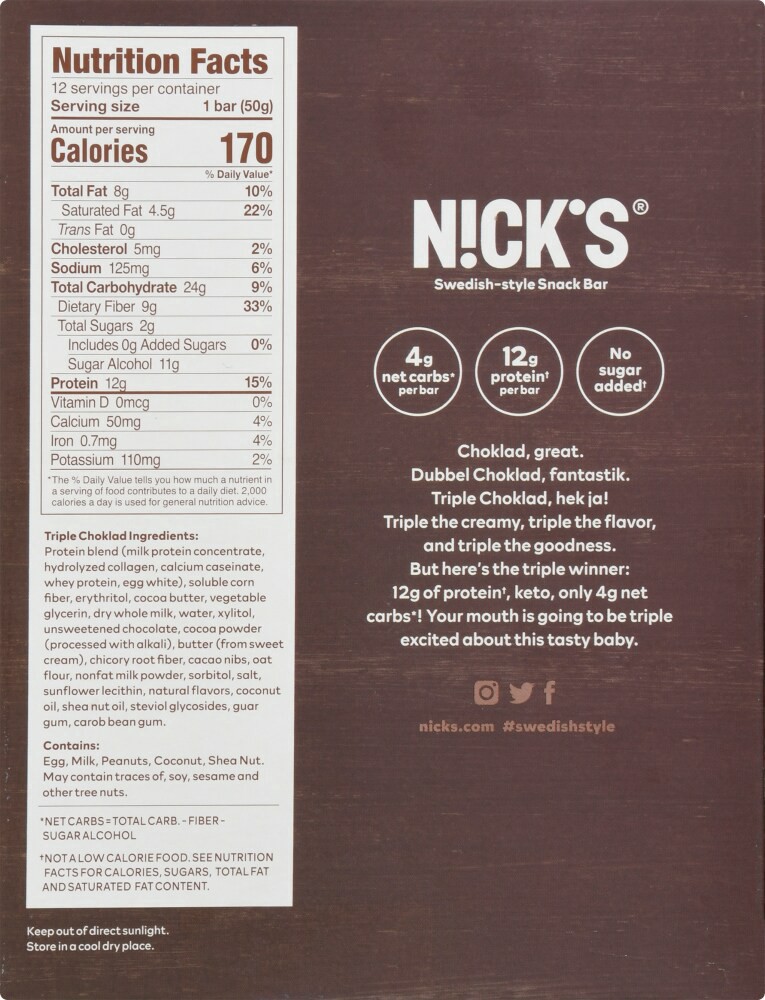 Nutrition Facts
12 servings per container
Serving size 1 bar (50g)
Amount per serving
Calories 170
% Daily Value*
Total Fat 8g 10%
Saturated Fat 4.5g 22%
Trans Fat 0g
Cholesterol 5mg 2%
Sodium 125mg 6%
Total Carbohydrate 24g 9%
Dietary Fiber 9g 33%
Total Sugars 2g
Includes 0g Added Sugars 0%
Sugar Alcohol 11g
Protein 12g 15%
Vitamin D 0mcg 0%
Calcium 50mg 4%
Iron 0.7mg 4%
Potassium 110mg 2%
*The % Daily Value tells you how much a nutrient in
a serving of food contributes to a daily diet. 2,000
calories a day is used for general nutrition advice.
Triple Choklad Ingredients:
Protein blend (milk protein concentrate,
hydrolyzed collagen, calcium caseinate,
whey protein, egg white), soluble corn
fiber, erythritol, cocoa butter, vegetable
glycerin, dry whole milk, water, xylitol,
unsweetened chocolate, cocoa powder
(processed with alkali), butter (from sweet
cream), chicory root fiber, cacao nibs, oat
flour, nonfat milk powder, sorbitol, salt,
sunflower lecithin, natural flavors, coconut
oil, shea nut oil, steviol glycosides, guar
gum, carob bean gum.
Contains:
Egg, Milk, Peanuts, Coconut, Shea Nut.
May contain traces of, soy, sesame and
other tree nuts.
*NET CARBS = TOTAL CARB. - FIBER -
SUGAR ALCOHOL
†NOT A LOW CALORIE FOOD. SEE NUTRITION
FACTS FOR CALORIES, SUGARS, TOTAL FAT
AND SATURATED FAT CONTENT.
Keep out of direct sunlight.
Store in a cool dry place.
N!CK'S®
Swedish-style Snack Bar
4g
net carbs*
per bar
12g
protein†
per bar
No
sugar
added†
Choklad, great.
Dubbel Choklad, fantastik.
Triple Choklad, hek ja!
Triple the creamy, triple the flavor,
and triple the goodness.
But here's the triple winner:
12g of protein†, keto, only 4g net
carbs*! Your mouth is going to be triple
excited about this tasty baby.
nicks.com #swedishstyle